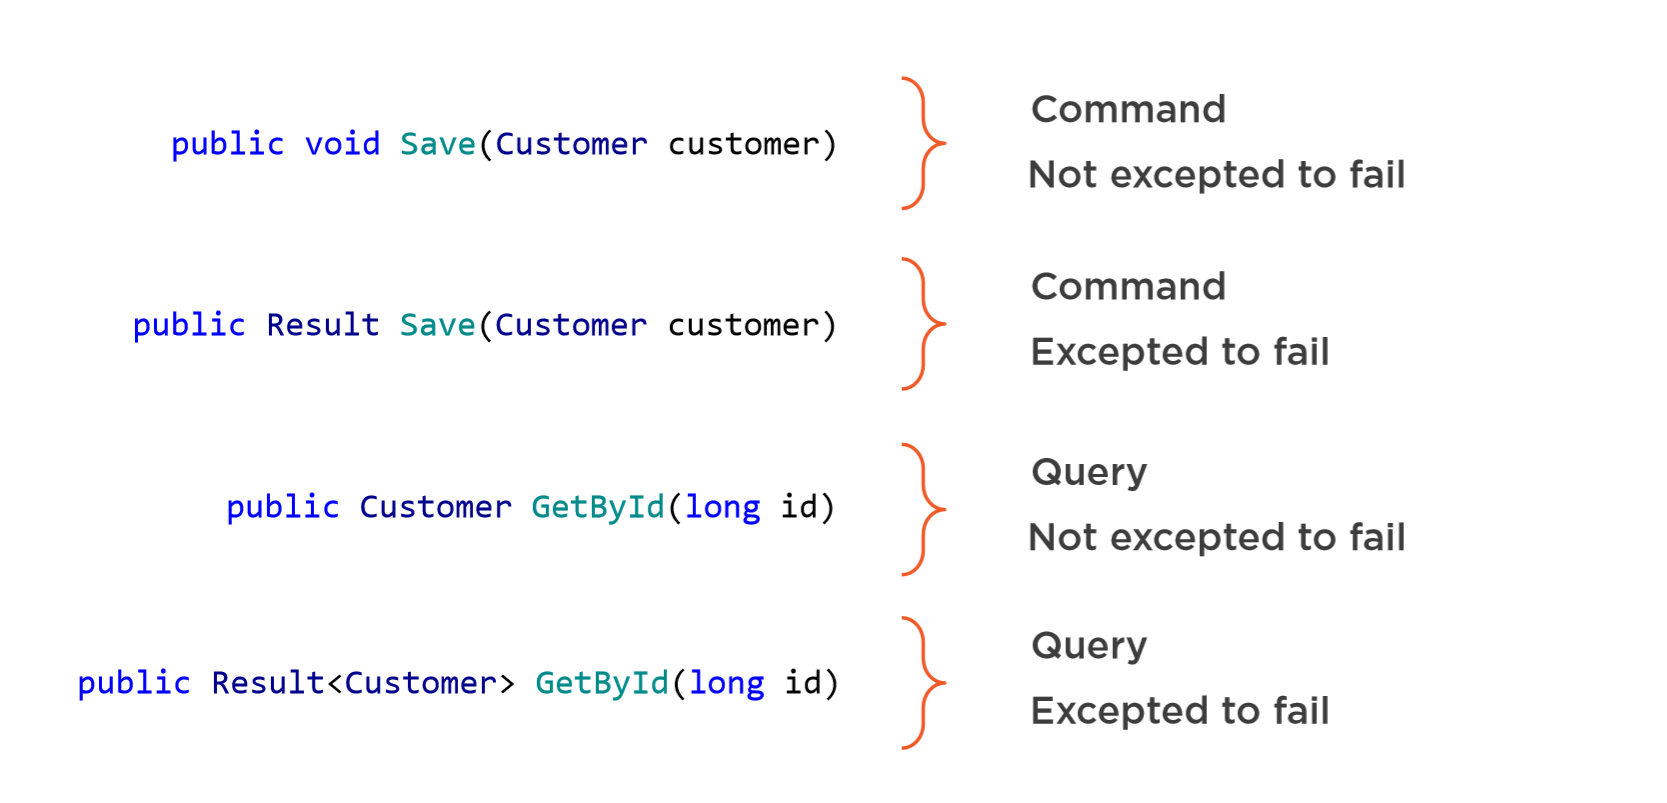 public void Save(Customer customer)
Command
Not excepted to fail
public Result Save(Customer customer)
Command
Excepted to fail
public Customer GetById(long id)
Query
Not excepted to fail
public Result<Customer> GetById(long id)
Query
Excepted to fail